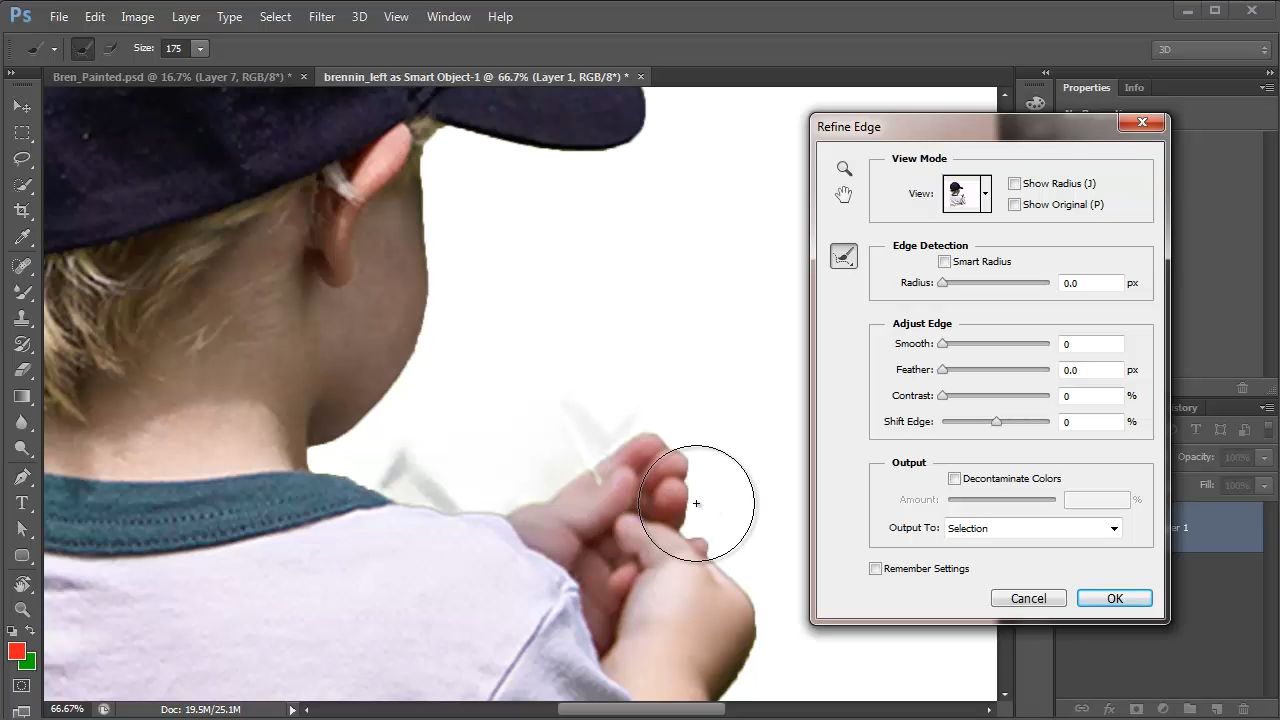 Ps File Edit Image Layer Type Select Filter 3D View Window Help
Size: 175 3D
Bren_Painted.psd @ 16.7% (Layer 7, RGB/8*) * × brennin_left as Smart Object-1 @ 66.7% (Layer 1, RGB/8*) * ×
Properties Info
Refine Edge
View Mode
View:
Show Radius (J)
Show Original (P)
Edge Detection
Smart Radius
Radius: 0.0 px
Adjust Edge
Smooth: 0
Feather: 0.0 px
Contrast: 0 %
Shift Edge: 0 %
Output
Decontaminate Colors
Amount: %
Output To: Selection
Remember Settings
Cancel OK
Opacity: 100%
Fill: 100%
66.67% Doc: 19.5M/25.1M